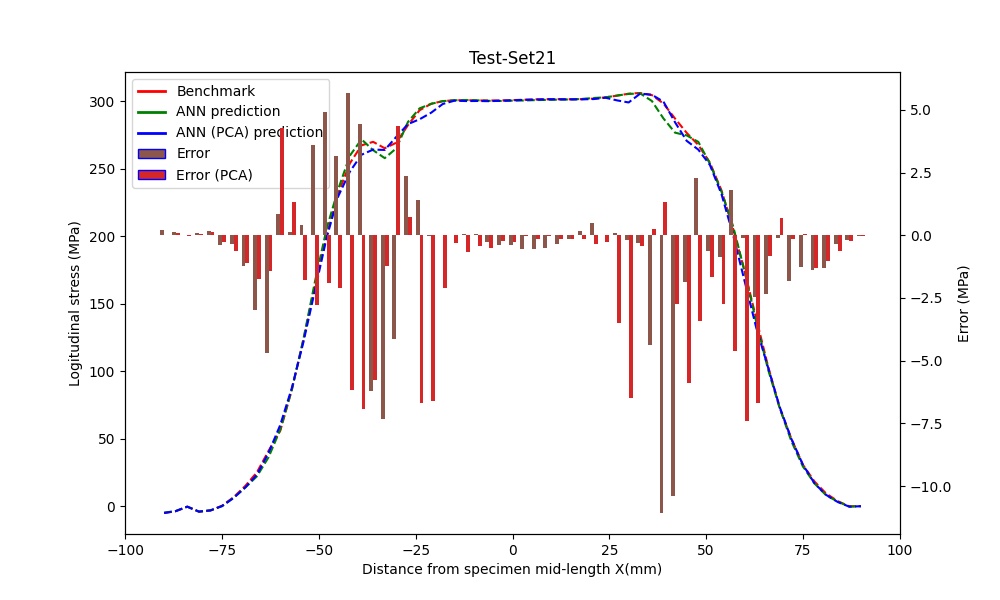 Test-Set21
Benchmark
ANN prediction
ANN (PCA) prediction
Error
Error (PCA)
300
250
200
150
100
50
0
Logitudinal stress (MPa)
5.0
2.5
0.0
−2.5
−5.0
−7.5
−10.0
Error (MPa)
−100 −75 −50 −25 0 25 50 75 100
Distance from specimen mid-length X(mm)